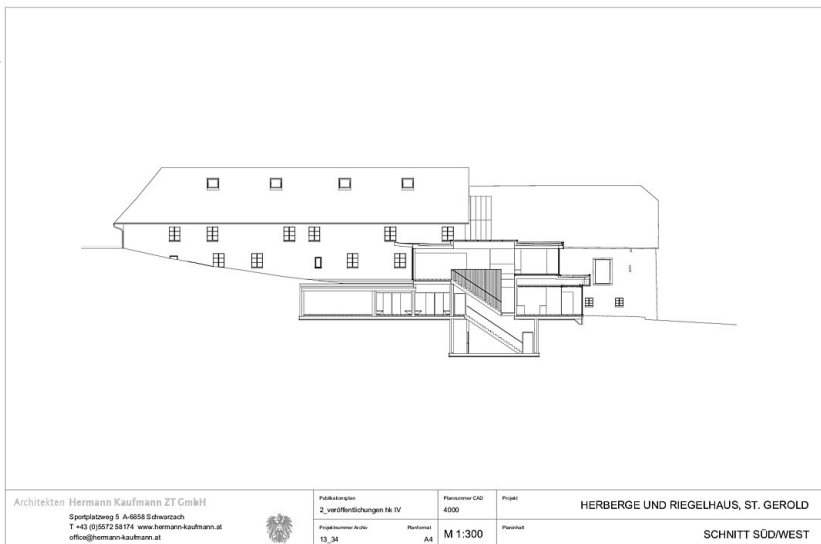 Architekten Hermann Kaufmann ZT GmbH
Sportplatzweg 5 A-6858 Schwarzach
T +43 (0)5572 58174 www.hermann-kaufmann.at
office@hermann-kaufmann.at
Publikationsplan
2_veröffentlichungen hk IV
Plannummer CAD
4000
Projekt
HERBERGE UND RIEGELHAUS, ST. GEROLD
Projektnummer Archiv
13_34
Planformat
A4
M 1:300
Planinhalt
SCHNITT SÜD/WEST